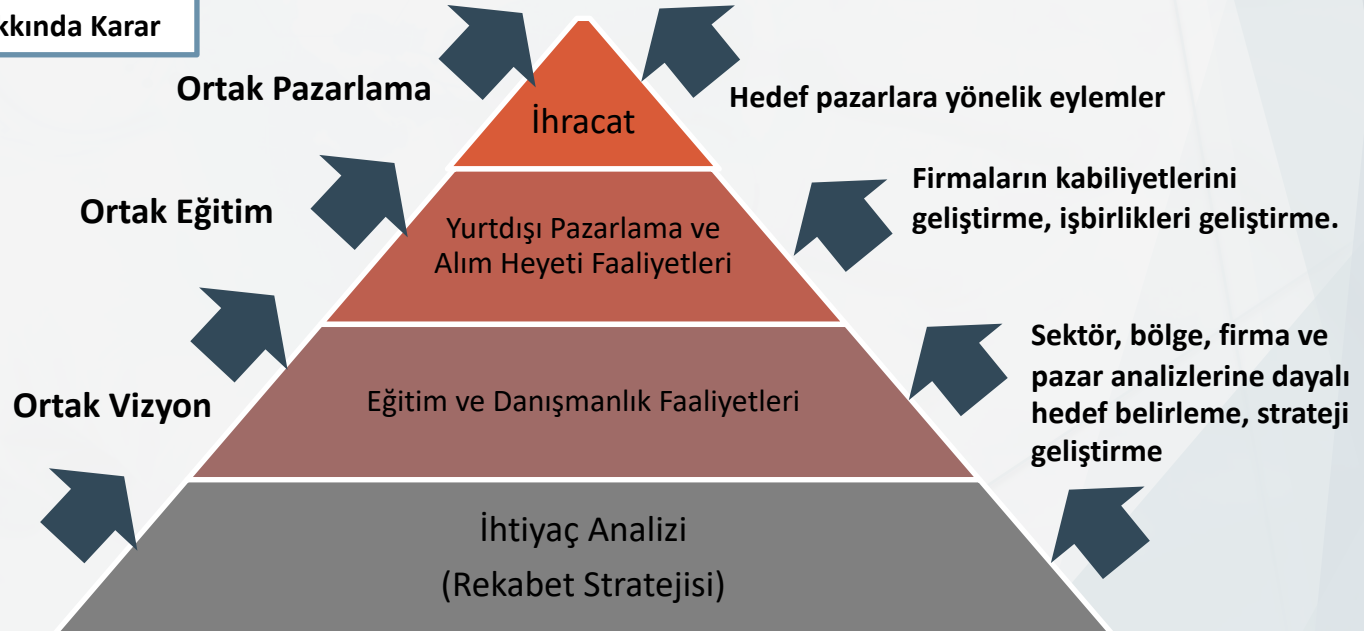 kkında Karar
Ortak Pazarlama
İhracat
Hedef pazarlara yönelik eylemler
Ortak Eğitim
Yurtdışı Pazarlama ve
Alım Heyeti Faaliyetleri
Firmaların kabiliyetlerini
geliştirme, işbirlikleri geliştirme.
Ortak Vizyon
Eğitim ve Danışmanlık Faaliyetleri
Sektör, bölge, firma ve
pazar analizlerine dayalı
hedef belirleme, strateji
geliştirme
İhtiyaç Analizi
(Rekabet Stratejisi)